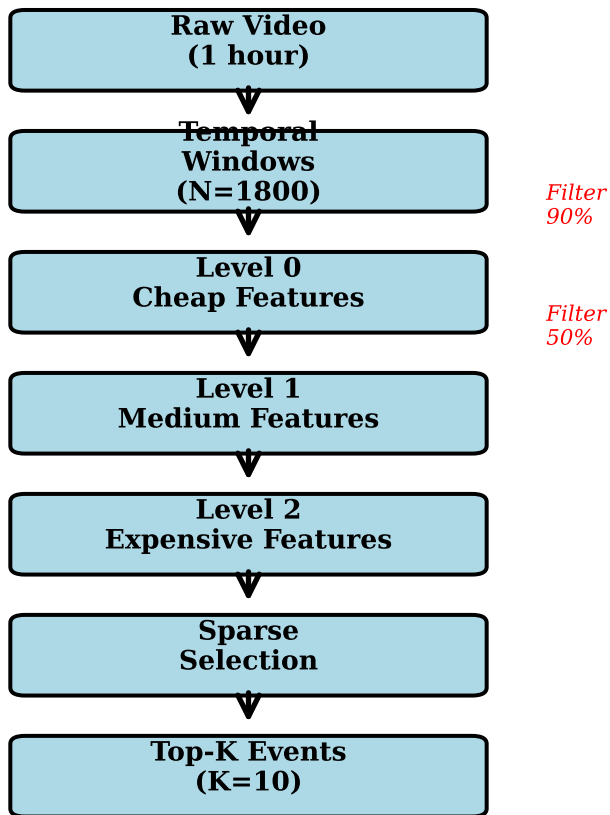 Raw Video
(1 hour)
Temporal
Windows
(N=1800)
Filter
90%
Level 0
Cheap Features
Filter
50%
Level 1
Medium Features
Level 2
Expensive Features
Sparse
Selection
Top-K Events
(K=10)